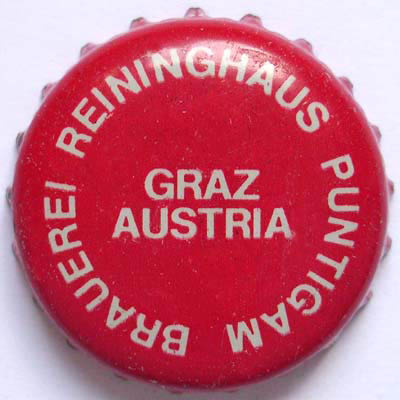 BRAUEREI REININGHAUS PUNTIGAM
GRAZ
AUSTRIA